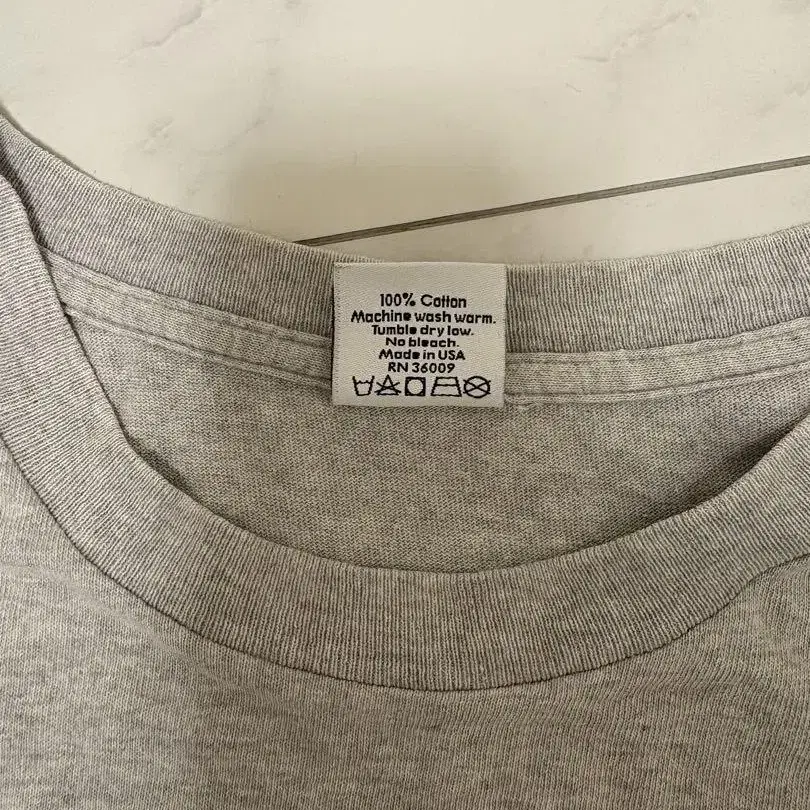 100% Cotton
Machine wash warm.
Tumble dry low.
No bleach.
Made in USA
RN 36009